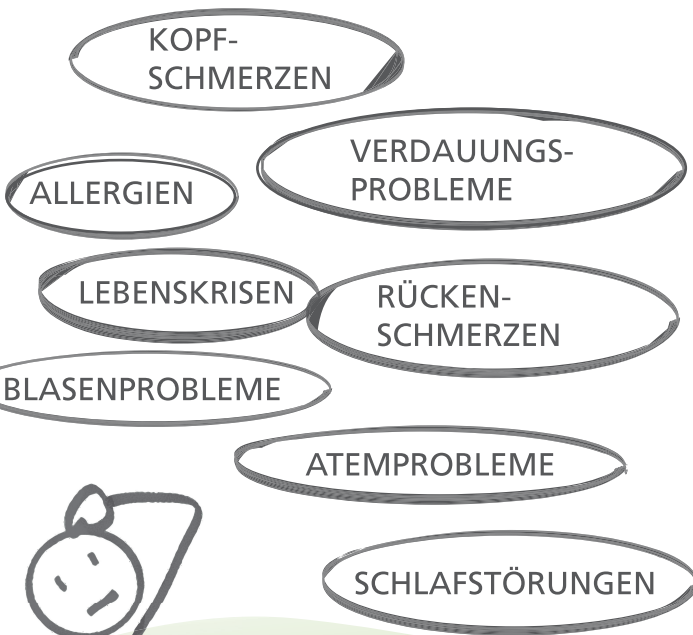 KOPF-
SCHMERZEN
VERDAUUNGS-
PROBLEME
ALLERGIEN
LEBENSKRISEN
RÜCKEN-
SCHMERZEN
BLASENPROBLEME
ATEMPROBLEME
SCHLAFSTÖRUNGEN